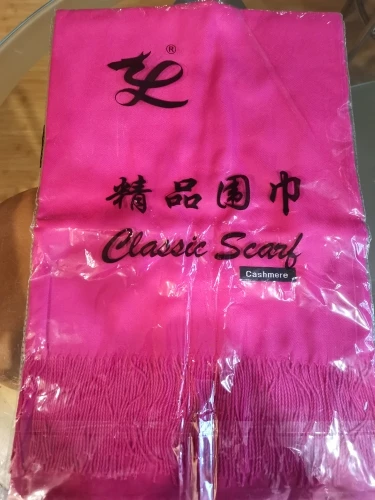 ®
精品围巾
Classic Scarf
Cashmere